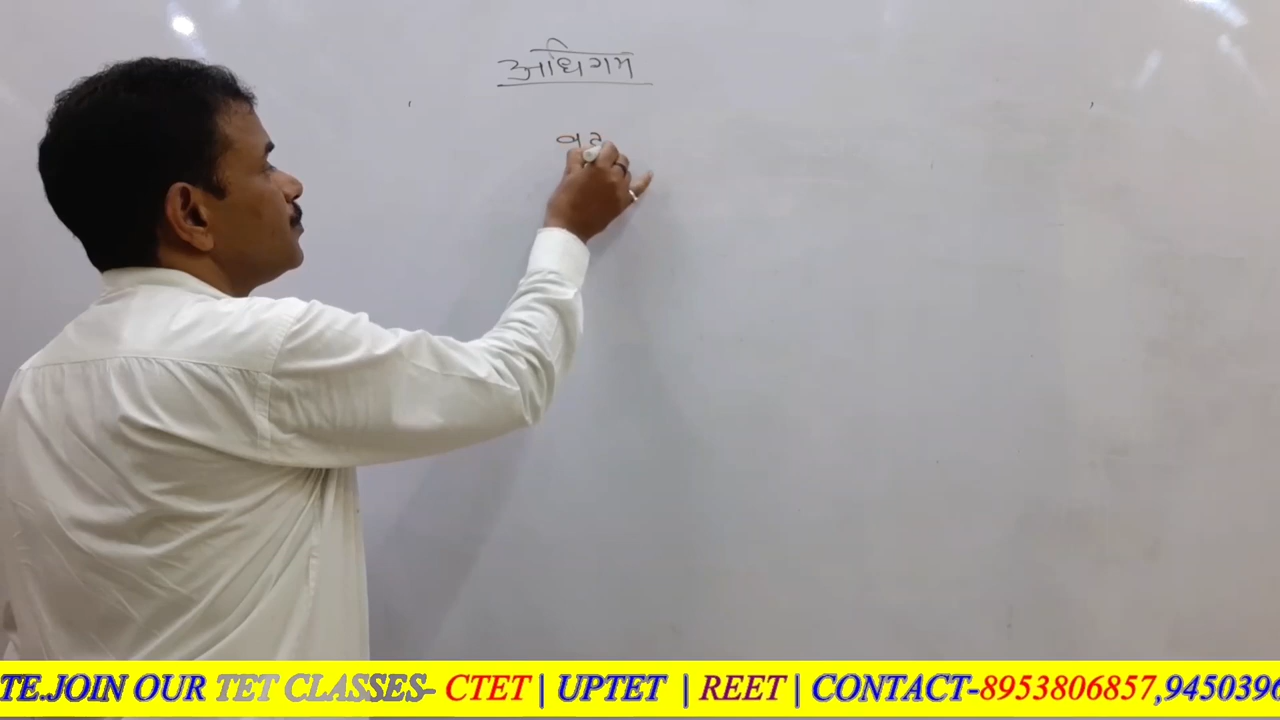 अधिगम
TE.JOIN OUR TET CLASSES- CTET | UPTET | REET | CONTACT-8953806857,9450396